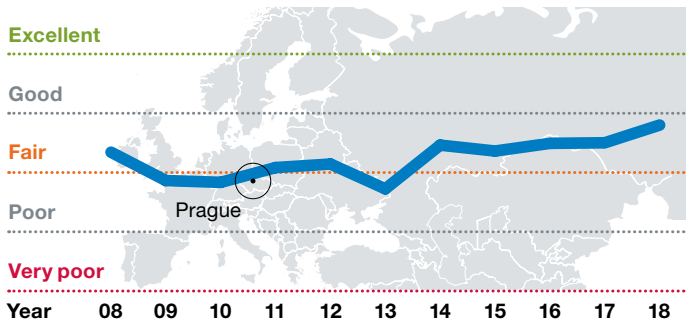 Excellent
Good
Fair
Poor
Prague
Very poor
Year 08 09 10 11 12 13 14 15 16 17 18